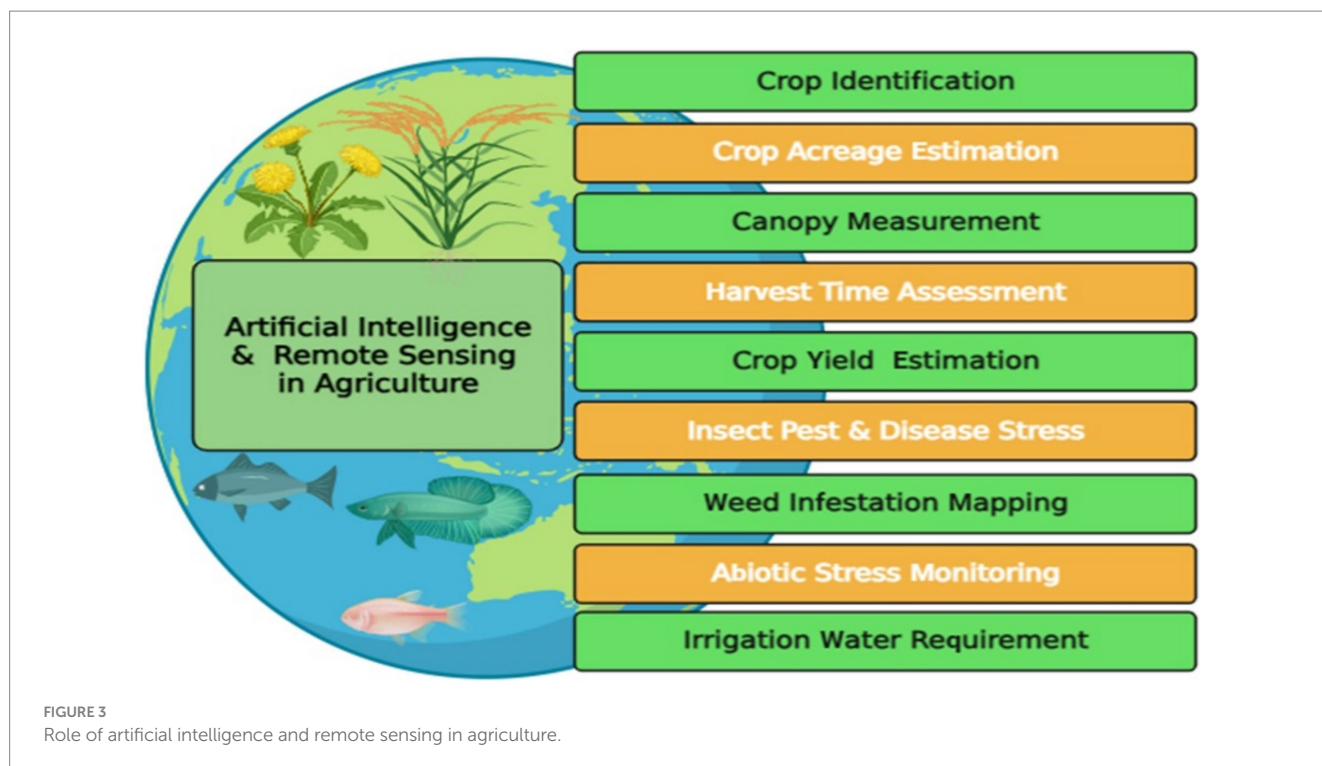 Crop Identification
Crop Acreage Estimation
Canopy Measurement
Harvest Time Assessment
Artificial Intelligence
& Remote Sensing
in Agriculture
Crop Yield Estimation
Insect Pest & Disease Stress
Weed Infestation Mapping
Abiotic Stress Monitoring
Irrigation Water Requirement
FIGURE 3
Role of artificial intelligence and remote sensing in agriculture.